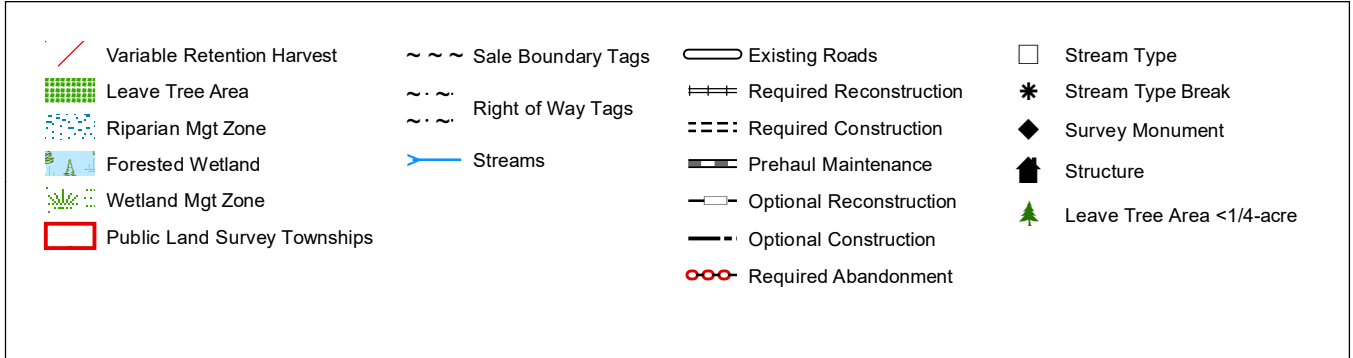 Variable Retention Harvest
Leave Tree Area
Riparian Mgt Zone
Forested Wetland
Wetland Mgt Zone
Public Land Survey Townships
Sale Boundary Tags
Right of Way Tags
Streams
Existing Roads
Required Reconstruction
Required Construction
Prehaul Maintenance
Optional Reconstruction
Optional Construction
Required Abandonment
Stream Type
Stream Type Break
Survey Monument
Structure
Leave Tree Area <1/4-acre